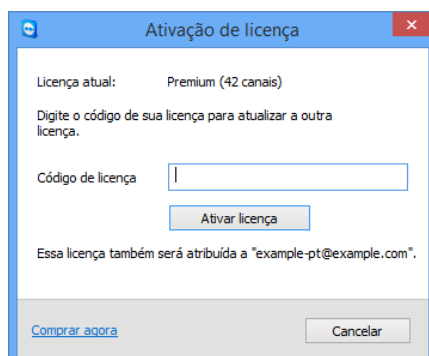 Ativação de licença
Licença atual: Premium (42 canais)
Digite o código de sua licença para atualizar a outra
licença.
Código de licença
Ativar licença
Essa licença também será atribuída a "example-pt@example.com".
Comprar agora Cancelar